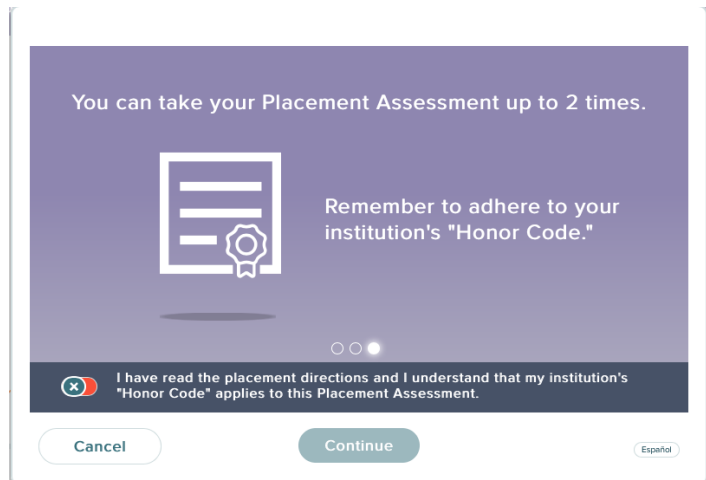 You can take your Placement Assessment up to 2 times.
Remember to adhere to your
institution's "Honor Code."
I have read the placement directions and I understand that my institution's
"Honor Code" applies to this Placement Assessment.
Cancel
Continue
Español